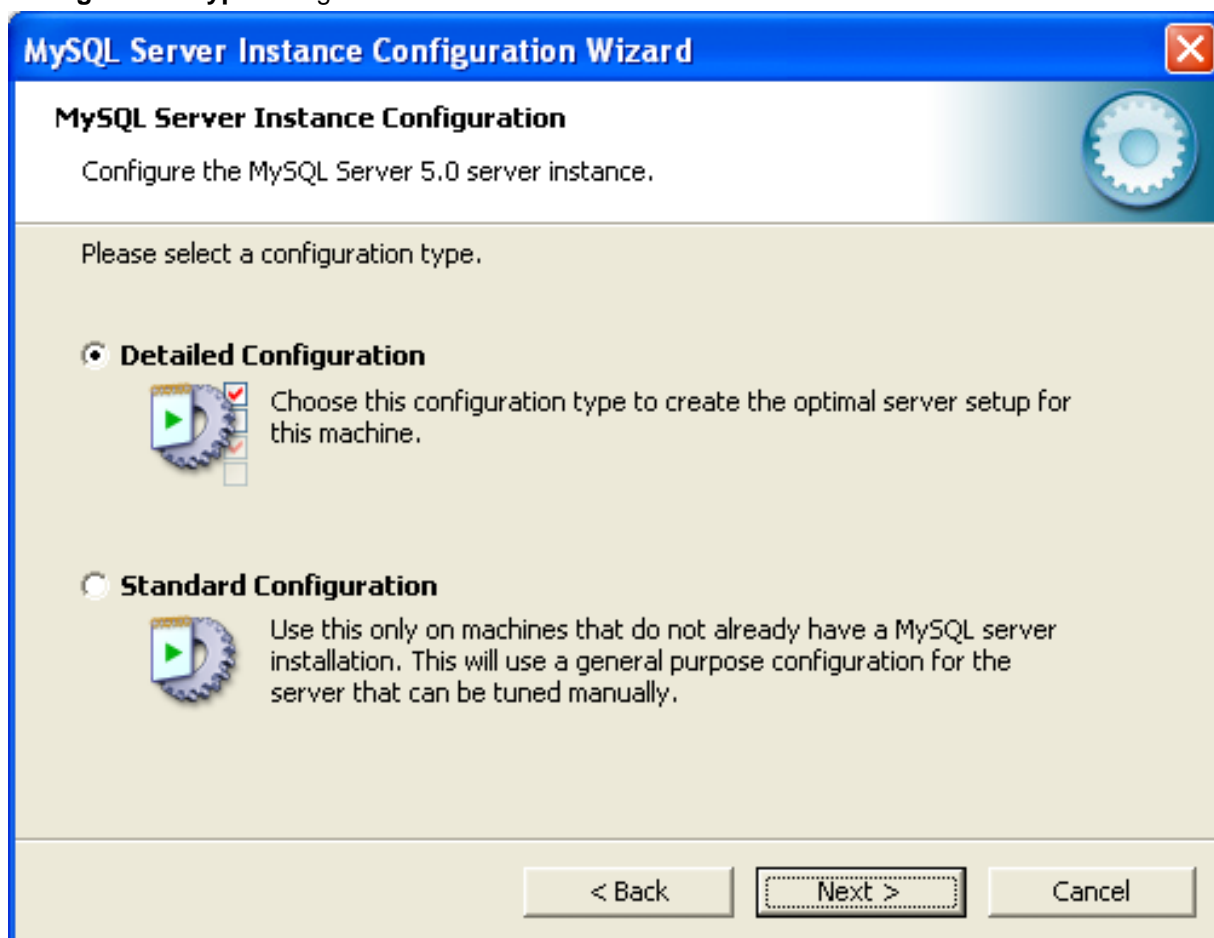 MySQL Server Instance Configuration Wizard
MySQL Server Instance Configuration
Configure the MySQL Server 5.0 server instance.
Please select a configuration type.
Detailed Configuration
Choose this configuration type to create the optimal server setup for
this machine.
Standard Configuration
Use this only on machines that do not already have a MySQL server
installation. This will use a general purpose configuration for the
server that can be tuned manually.
< Back
Next >
Cancel